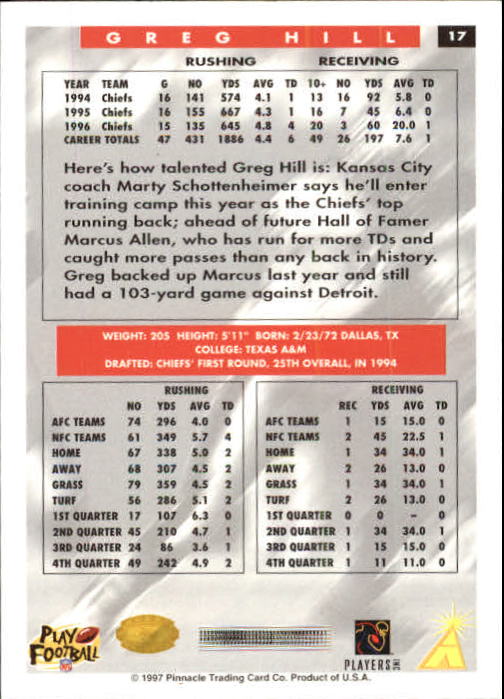 GREG HILL 17
RUSHING RECEIVING
YEAR TEAM G NO YDS AVG TD 10+ NO YDS AVG TD
1994 Chiefs 16 141 574 4.1 1 13 16 92 5.8 0
1995 Chiefs 16 155 667 4.3 1 16 7 45 6.4 0
1996 Chiefs 15 135 645 4.8 4 20 3 60 20.0 1
CAREER TOTALS 47 431 1886 4.4 6 49 26 197 7.6 1
Here's how talented Greg Hill is: Kansas City
coach Marty Schottenheimer says he'll enter
training camp this year as the Chiefs' top
running back; ahead of future Hall of Famer
Marcus Allen, who has run for more TDs and
caught more passes than any back in history.
Greg backed up Marcus last year and still
had a 103-yard game against Detroit.
WEIGHT: 205 HEIGHT: 5'11" BORN: 2/23/72 DALLAS, TX
COLLEGE: TEXAS A&M
DRAFTED: CHIEFS' FIRST ROUND, 25TH OVERALL, IN 1994
RUSHING
NO YDS AVG TD
AFC TEAMS 74 296 4.0 0
NFC TEAMS 61 349 5.7 4
HOME 67 338 5.0 2
AWAY 68 307 4.5 2
GRASS 79 359 4.5 2
TURF 56 286 5.1 2
1ST QUARTER 17 107 6.3 0
2ND QUARTER 45 210 4.7 1
3RD QUARTER 24 86 3.6 1
4TH QUARTER 49 242 4.9 2
RECEIVING
REC YDS AVG TD
AFC TEAMS 1 15 15.0 0
NFC TEAMS 2 45 22.5 1
HOME 1 34 34.0 1
AWAY 2 26 13.0 0
GRASS 1 34 34.0 1
TURF 2 26 13.0 0
1ST QUARTER 0 0 - 0
2ND QUARTER 1 34 34.0 1
3RD QUARTER 1 15 15.0 0
4TH QUARTER 1 11 11.0 0
PLAY
FOOTBALL
NFL
PLAYERS INC
© 1997 Pinnacle Trading Card Co. Product of U.S.A.